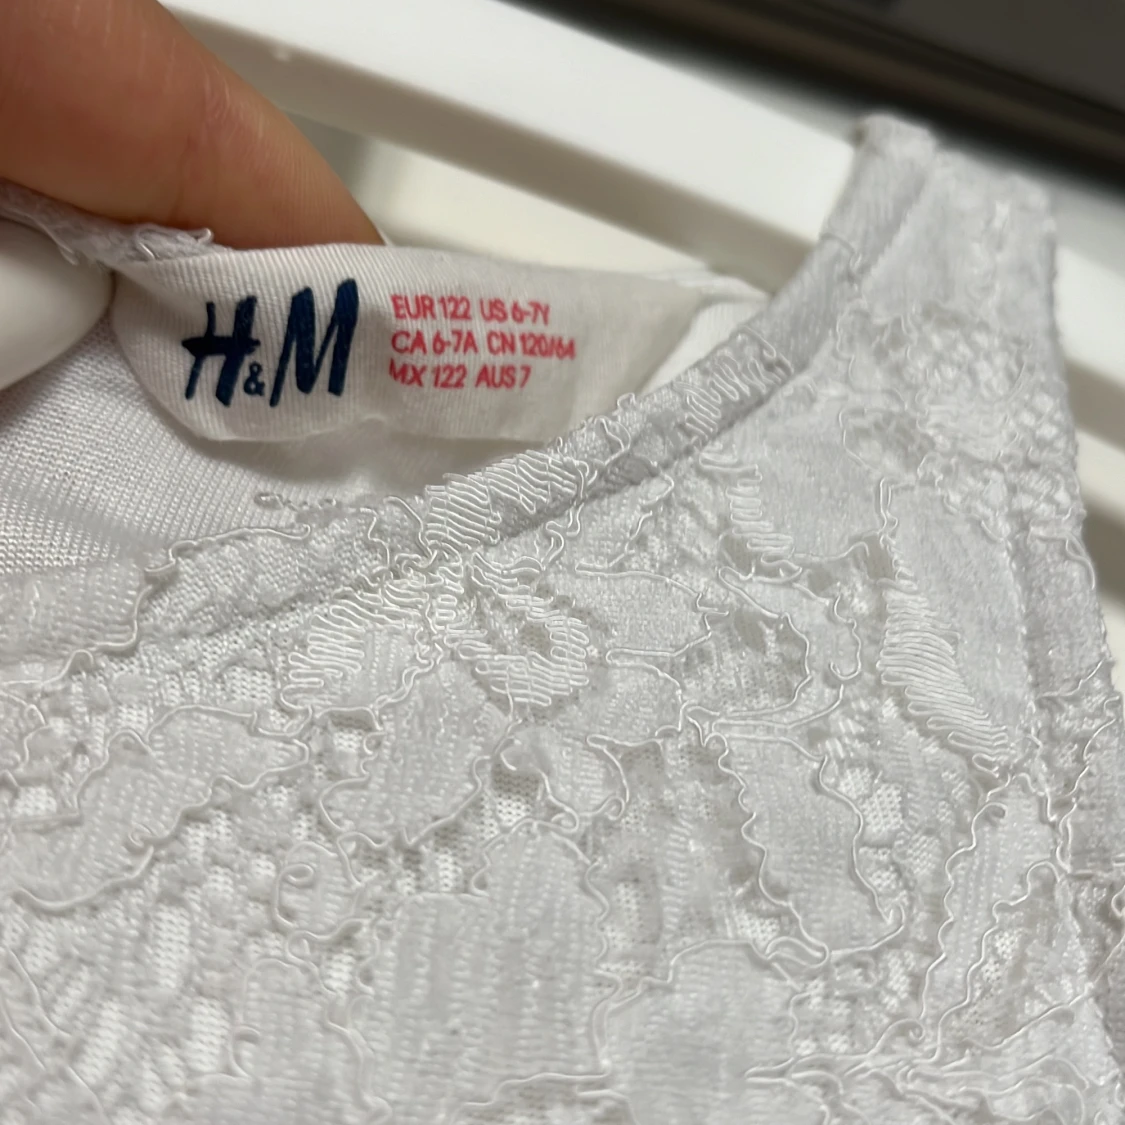 H&M
EUR 122 US 6-7Y
CA 6-7A CN 120/64
MX 122 AUS 7